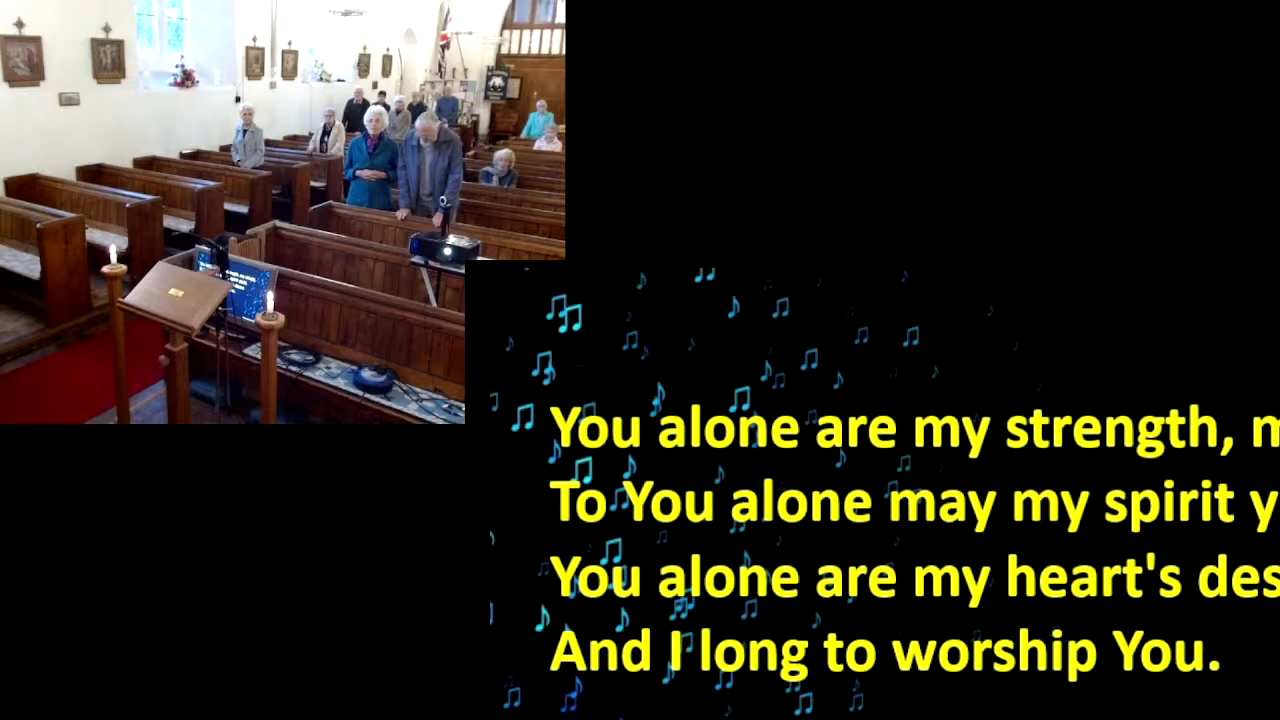 You alone are my strength, m
To You alone may my spirit y
You alone are my heart's des
And I long to worship You.